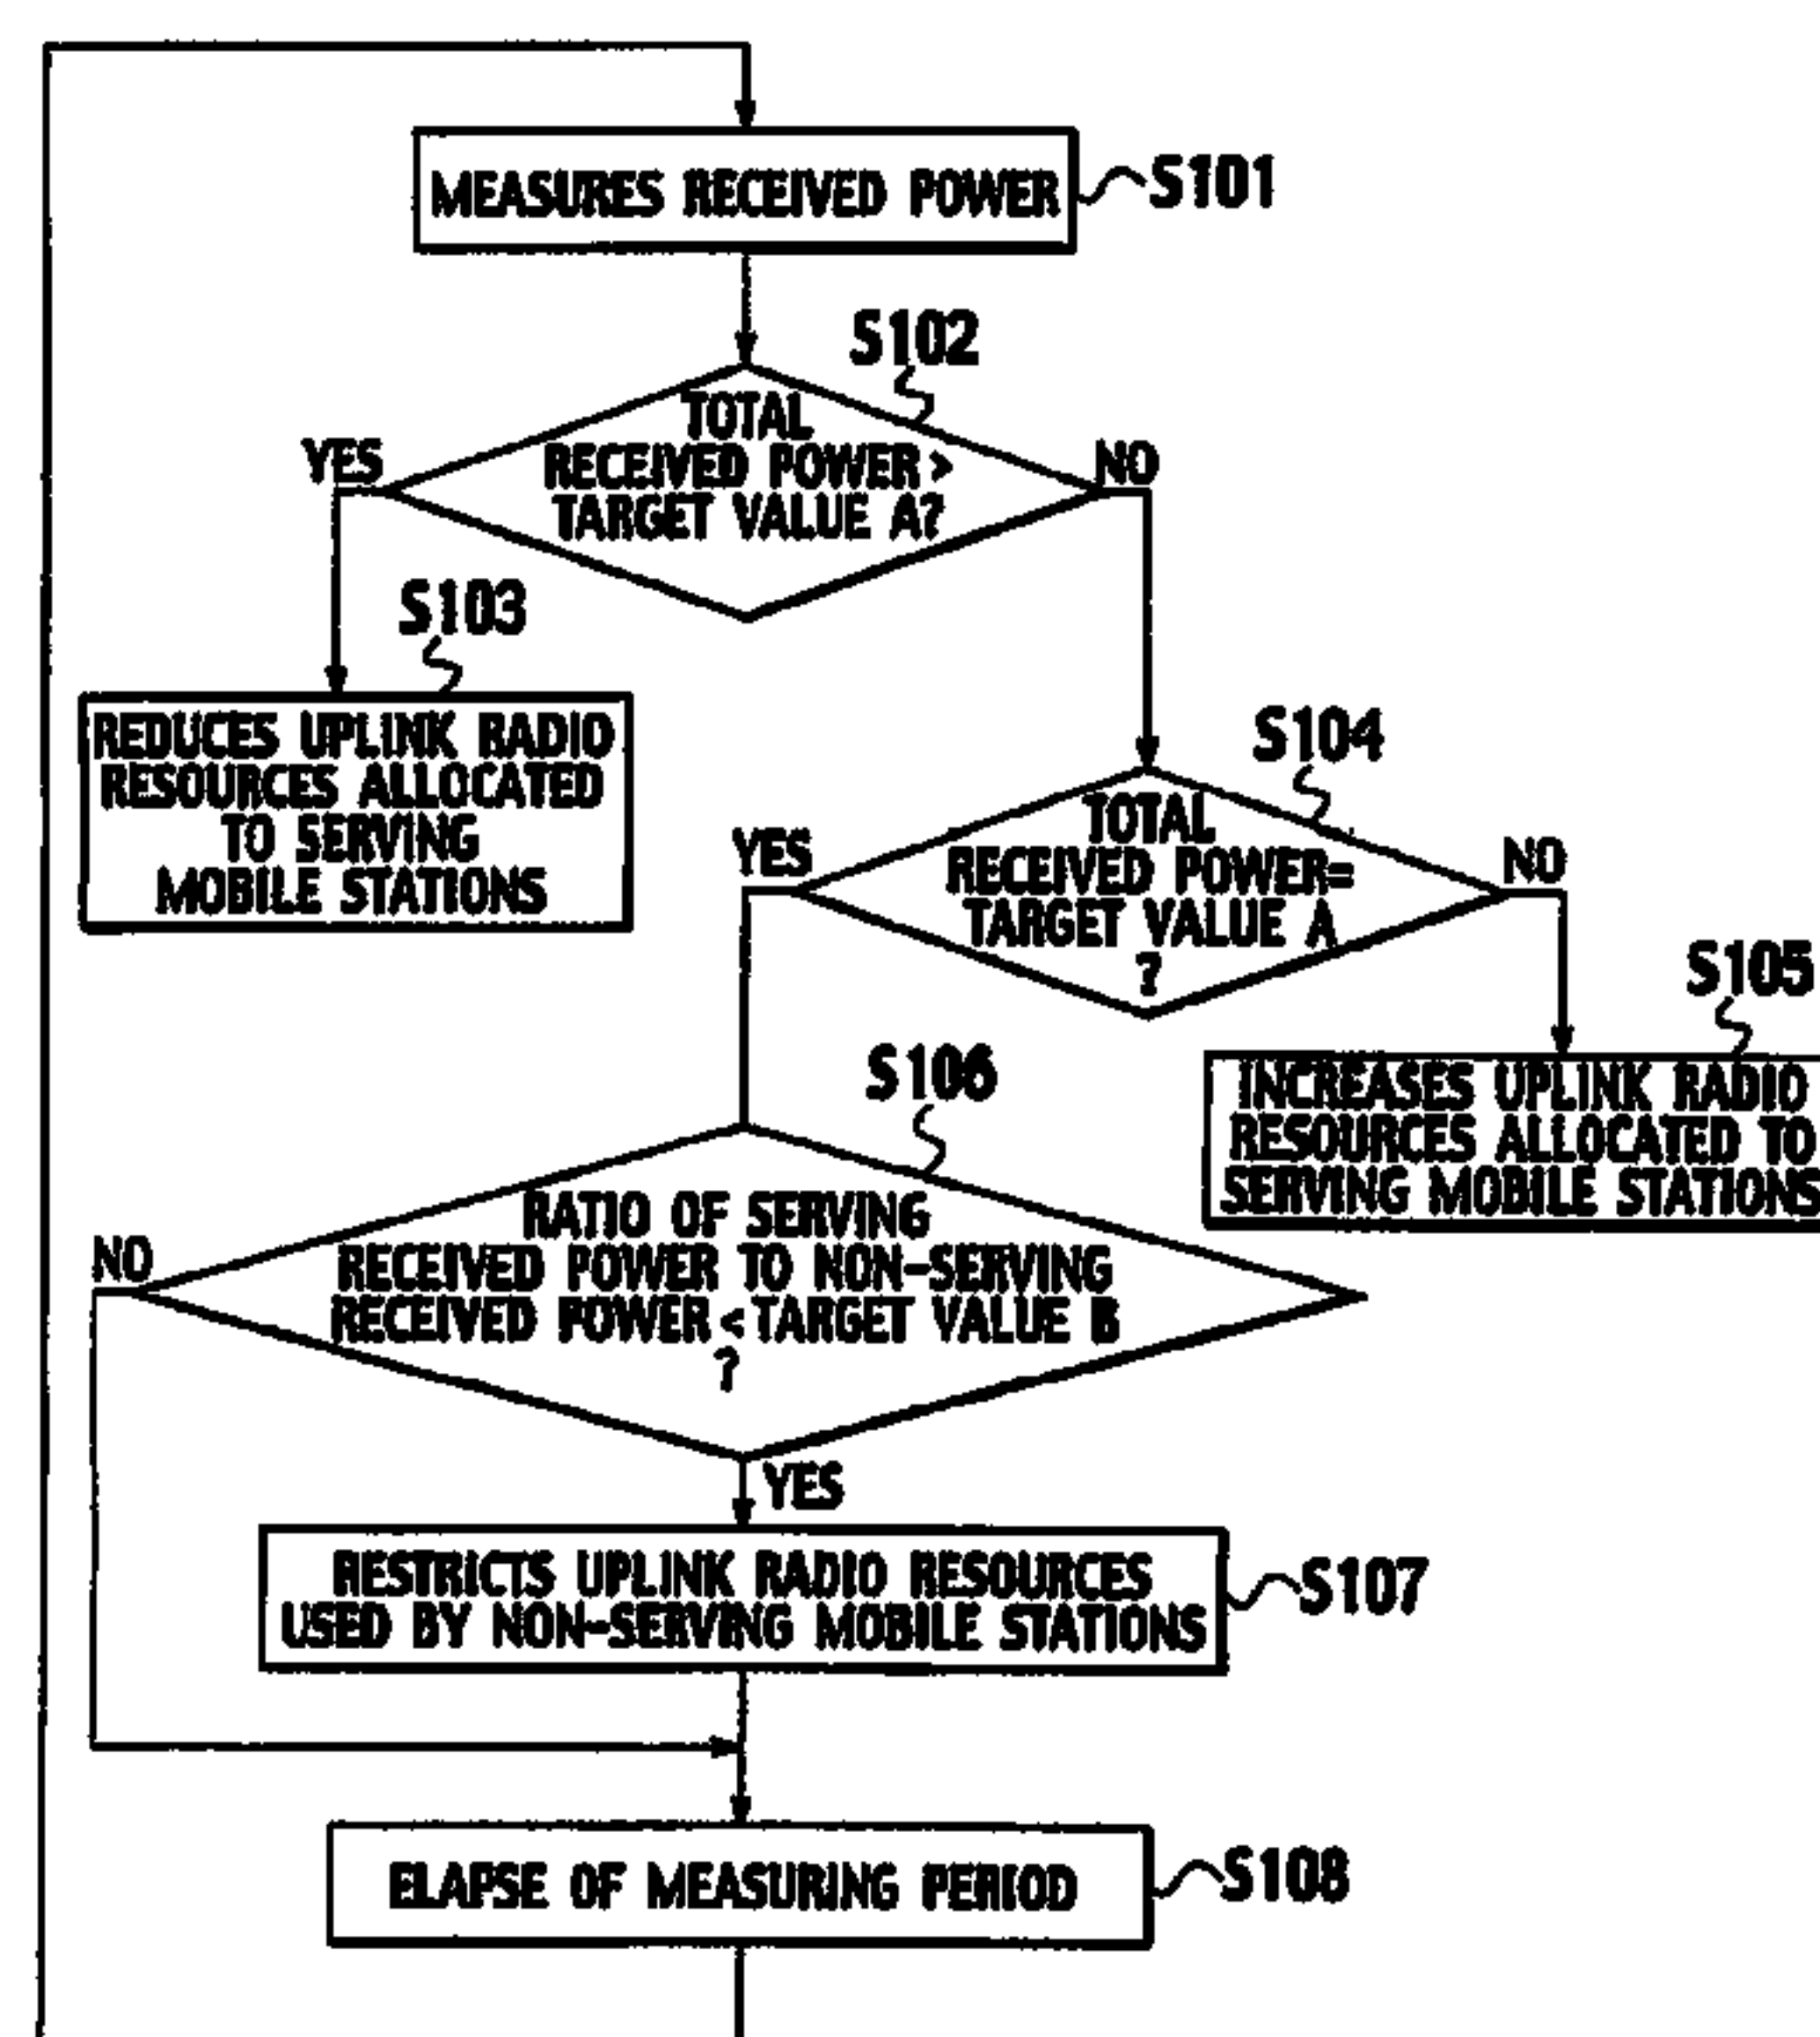 MEASURES RECEIVED POWER
S101
S102
TOTAL
RECEIVED POWER >
TARGET VALUE A?
YES
NO
S103
REDUCES UPLINK RADIO
RESOURCES ALLOCATED
TO SERVING
MOBILE STATIONS
S104
TOTAL
RECEIVED POWER=
TARGET VALUE A
?
YES
NO
S105
INCREASES UPLINK RADIO
RESOURCES ALLOCATED TO
SERVING MOBILE STATIONS
S106
RATIO OF SERVING
RECEIVED POWER TO NON-SERVING
RECEIVED POWER < TARGET VALUE B
?
NO
YES
RESTRICTS UPLINK RADIO RESOURCES
USED BY NON-SERVING MOBILE STATIONS
S107
ELAPSE OF MEASURING PERIOD
S108